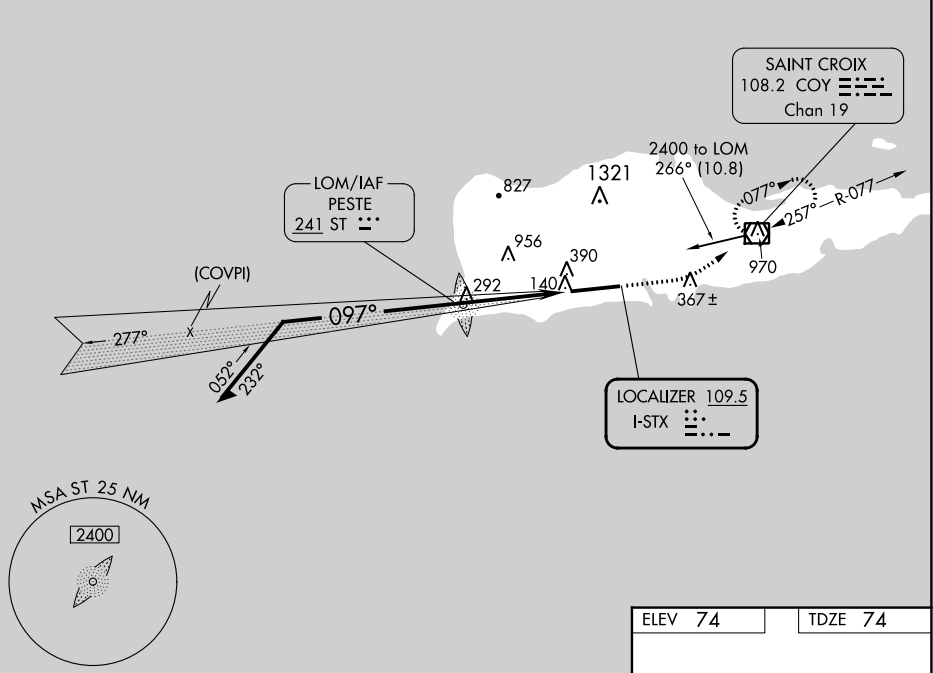 SAINT CROIX
108.2 COY
Chan 19
2400 to LOM
266° (10.8)
1321
827
077°
257°
R-077
LOM/IAF
PESTE
241 ST
956
390
970
(COVPI)
292
140
367±
097°
277°
052°
232°
LOCALIZER 109.5
I-STX
MSA ST 25 NM
2400
ELEV 74
TDZE 74